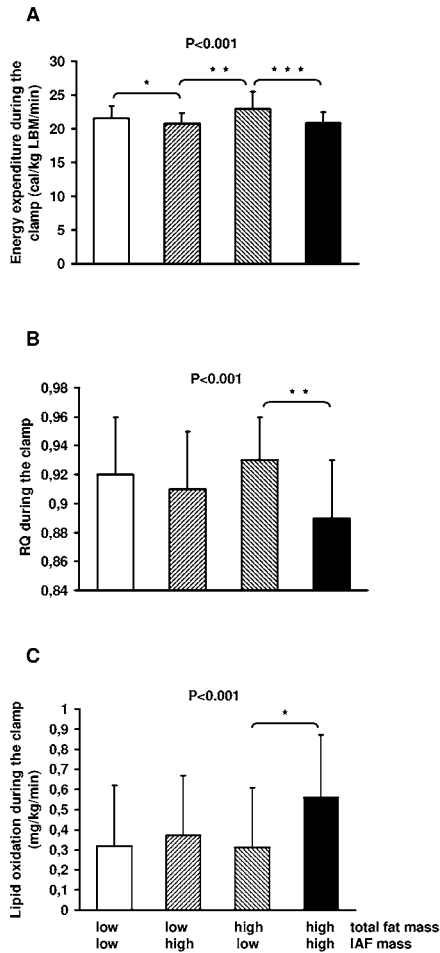 A
P<0.001
* ** ***
Energy expenditure during the
clamp (cal/kg LBM/min)
30
25
20
15
10
5
0
B
P<0.001
**
RQ during the clamp
0,98
0,96
0,94
0,92
0,9
0,88
0,86
0,84
C
P<0.001
*
Lipid oxidation during the clamp
(mg/kg/min)
1
0,9
0,8
0,7
0,6
0,5
0,4
0,3
0,2
0,1
0
low low high high total fat mass
low high low high IAF mass